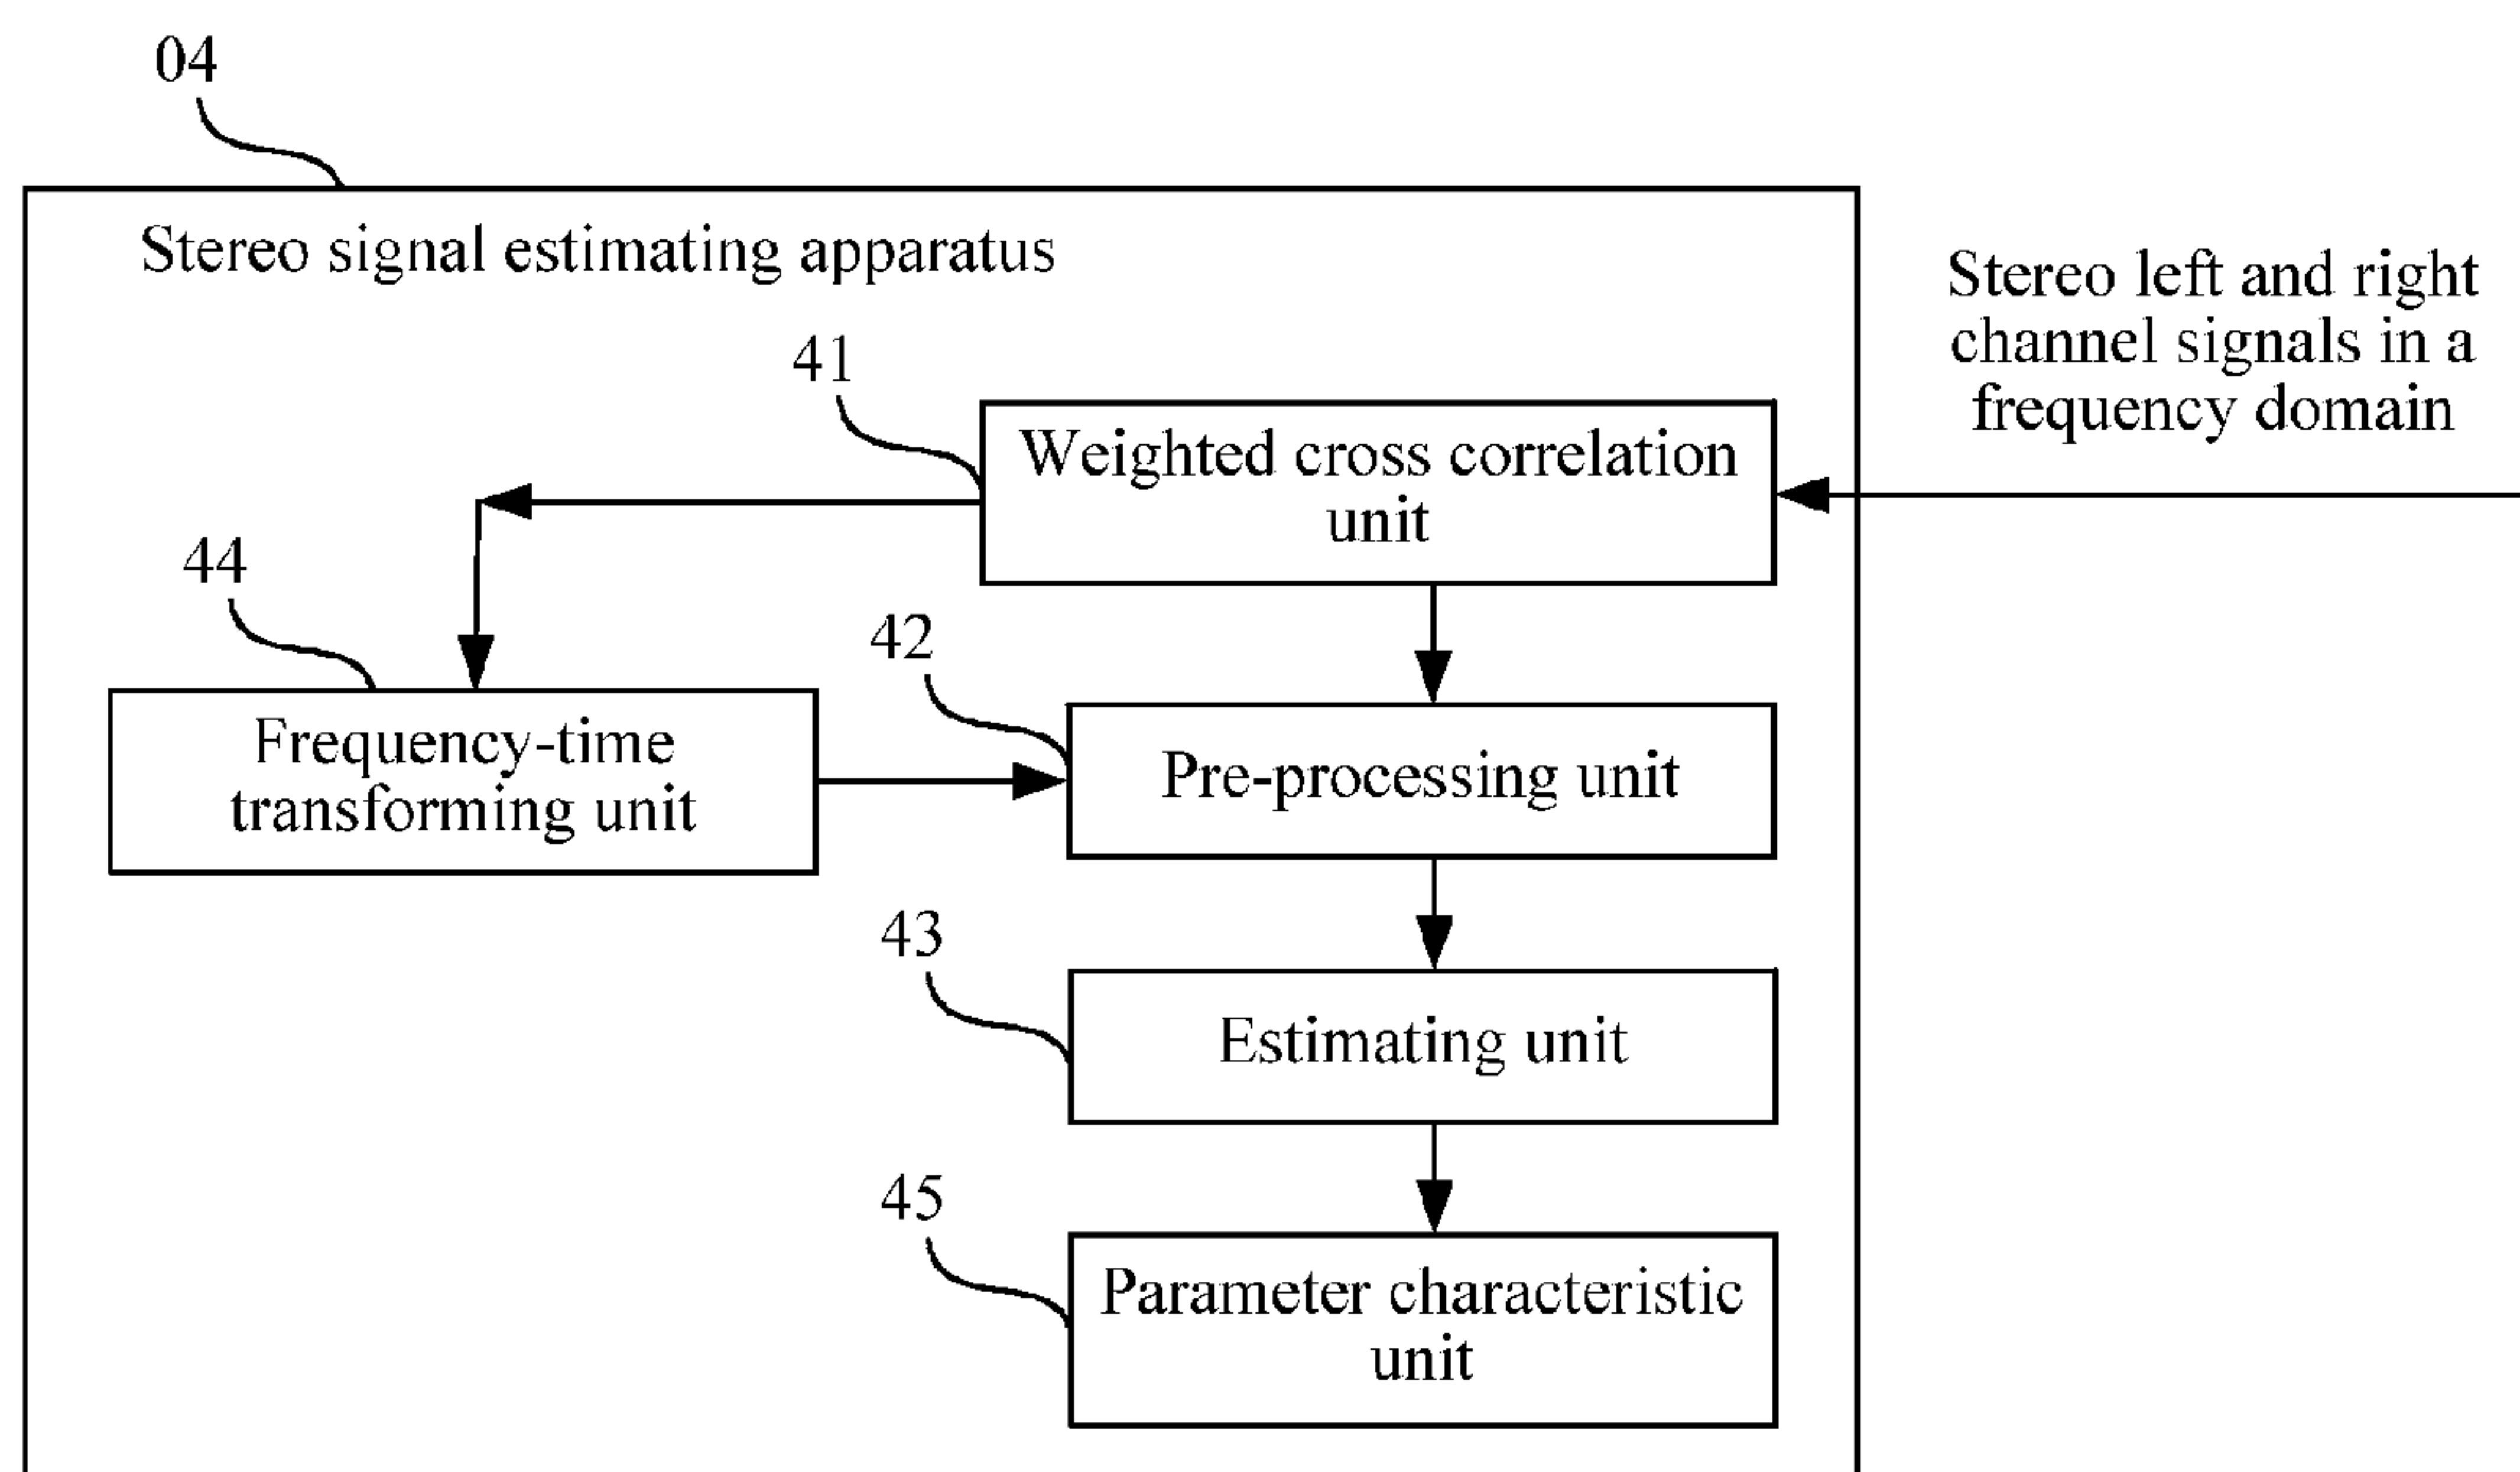 04
Stereo signal estimating apparatus
Stereo left and right
channel signals in a
frequency domain
41
Weighted cross correlation
unit
44
Frequency-time
transforming unit
42
Pre-processing unit
43
Estimating unit
45
Parameter characteristic
unit